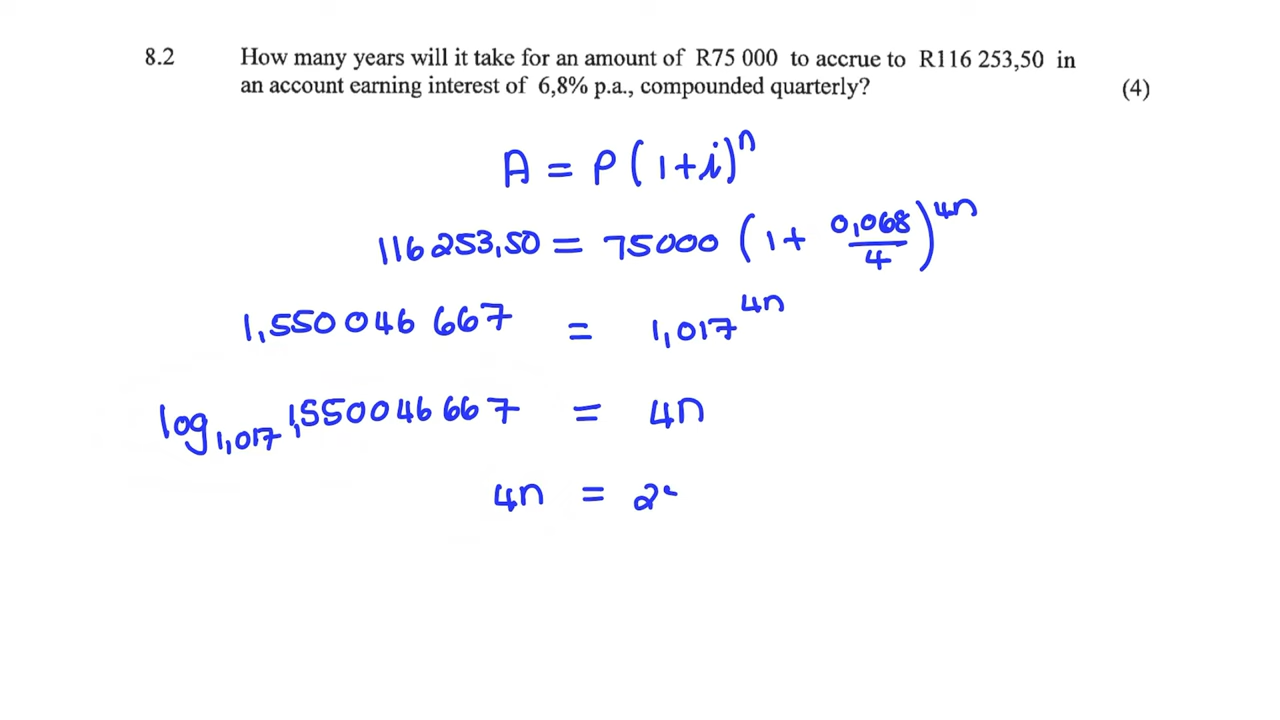 8.2 How many years will it take for an amount of R75 000 to accrue to R116 253,50 in
an account earning interest of 6,8% p.a., compounded quarterly? (4)
A = P(1+i)^n
116 253,50 = 75000 (1 + 0,068/4)^4n
1,550 046 667 = 1,017^4n
log_1,017 1,550046 667 = 4n
4n = 2